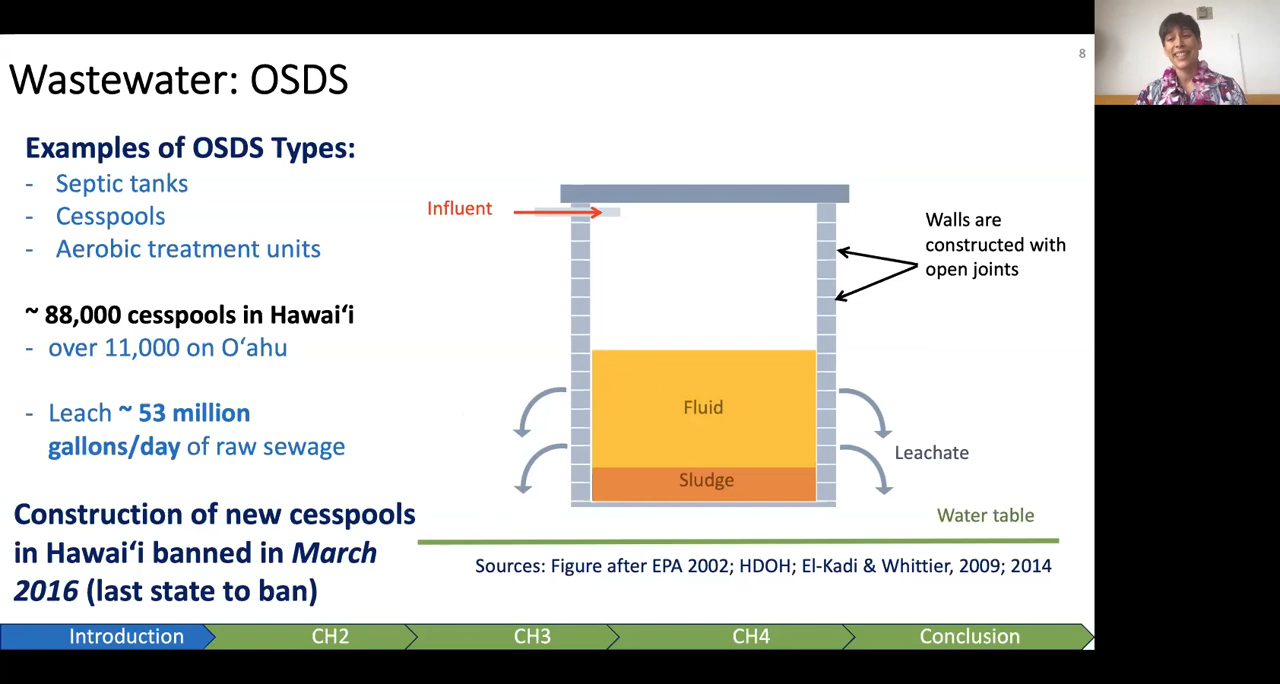 8
Wastewater: OSDS
Examples of OSDS Types:
- Septic tanks
- Cesspools
- Aerobic treatment units
~ 88,000 cesspools in Hawaiʻi
- over 11,000 on Oʻahu
- Leach ~ 53 million
gallons/day of raw sewage
Construction of new cesspools
in Hawaiʻi banned in March
2016 (last state to ban)
Influent
Walls are
constructed with
open joints
Fluid
Sludge
Leachate
Water table
Sources: Figure after EPA 2002; HDOH; El-Kadi & Whittier, 2009; 2014
Introduction
CH2
CH3
CH4
Conclusion